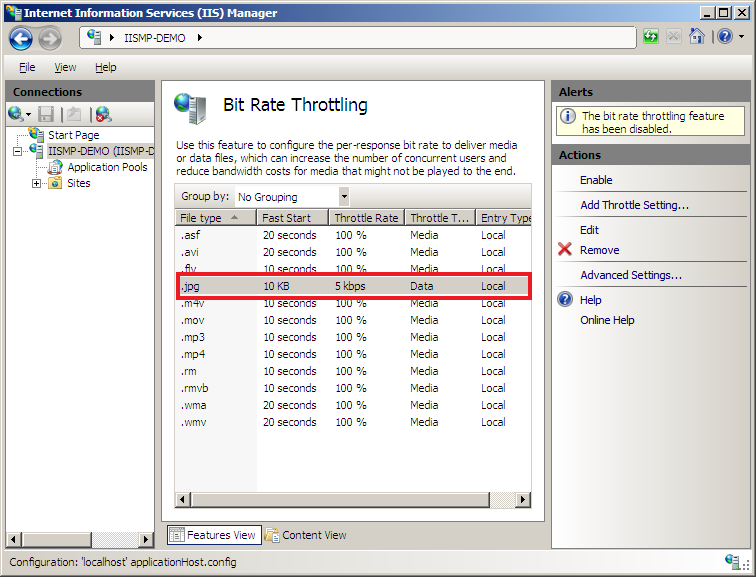 Internet Information Services (IIS) Manager
IISMP-DEMO
File View Help
Connections
Start Page
IISMP-DEMO (IISMP-D
Application Pools
Sites
Bit Rate Throttling
Use this feature to configure the per-response bit rate to deliver media
or data files, which can increase the number of concurrent users and
reduce bandwidth costs for media that might not be played to the end.
Group by: No Grouping
File type Fast Start Throttle Rate Throttle T... Entry Type
.asf 20 seconds 100 % Media Local
.avi 20 seconds 100 % Media Local
.flv 10 seconds 100 % Media Local
.jpg 10 KB 5 kbps Data Local
.m4v 10 seconds 100 % Media Local
.mov 10 seconds 100 % Media Local
.mp3 10 seconds 100 % Media Local
.mp4 10 seconds 100 % Media Local
.rm 10 seconds 100 % Media Local
.rmvb 10 seconds 100 % Media Local
.wma 20 seconds 100 % Media Local
.wmv 20 seconds 100 % Media Local
Features View Content View
Alerts
The bit rate throttling feature
has been disabled.
Actions
Enable
Add Throttle Setting...
Edit
Remove
Advanced Settings...
Help
Online Help
Configuration: 'localhost' applicationHost.config